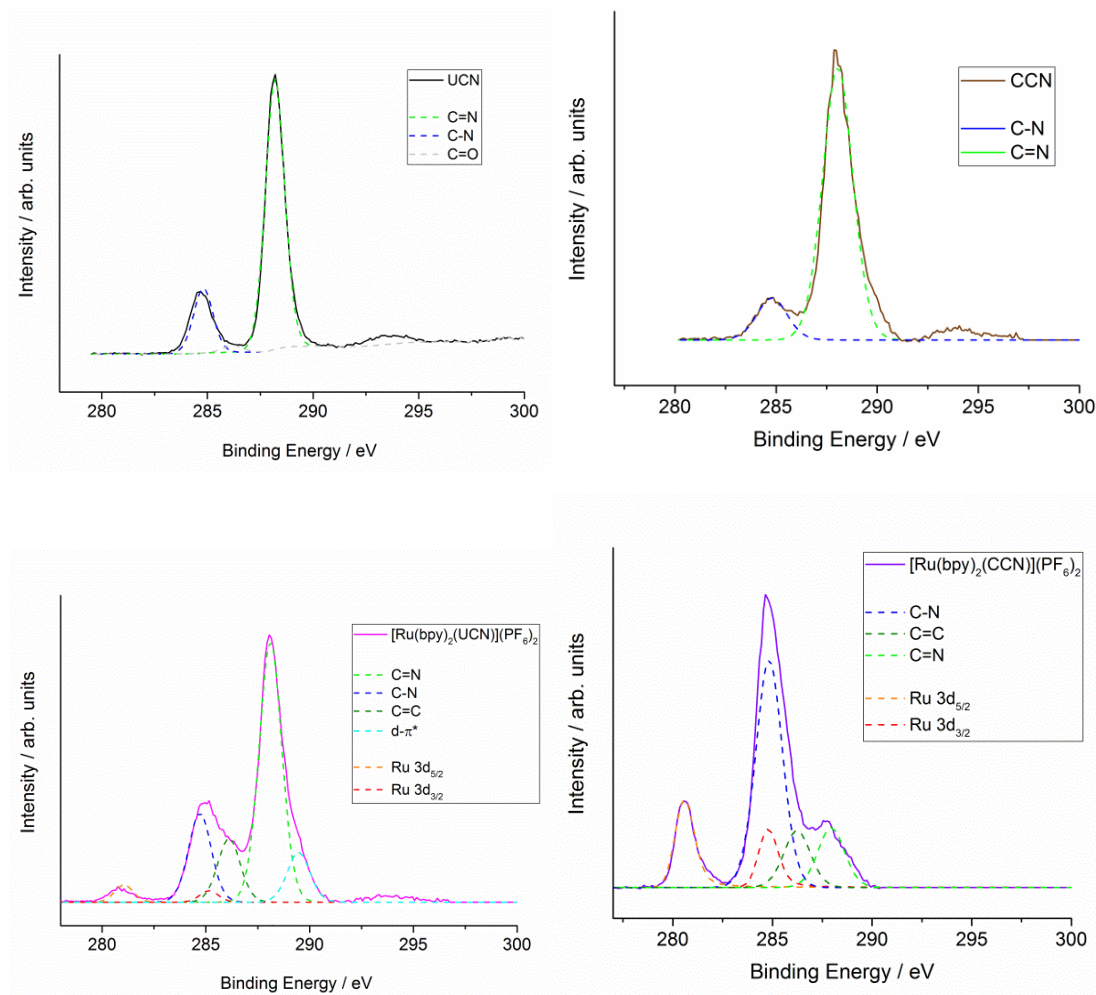 Intensity / arb. units
UCN
C=N
C-N
C=O
280 285 290 295 300
Binding Energy / eV
Intensity / arb. units
CCN
C-N
C=N
280 285 290 295 300
Binding Energy / eV
Intensity / arb. units
[Ru(bpy)₂(UCN)](PF₆)₂
C=N
C-N
C=C
d-π*
Ru 3d₅/₂
Ru 3d₃/₂
280 285 290 295 300
Binding Energy / eV
Intensity / arb. units
[Ru(bpy)₂(CCN)](PF₆)₂
C-N
C=C
C=N
Ru 3d₅/₂
Ru 3d₃/₂
280 285 290 295 300
Binding Energy / eV